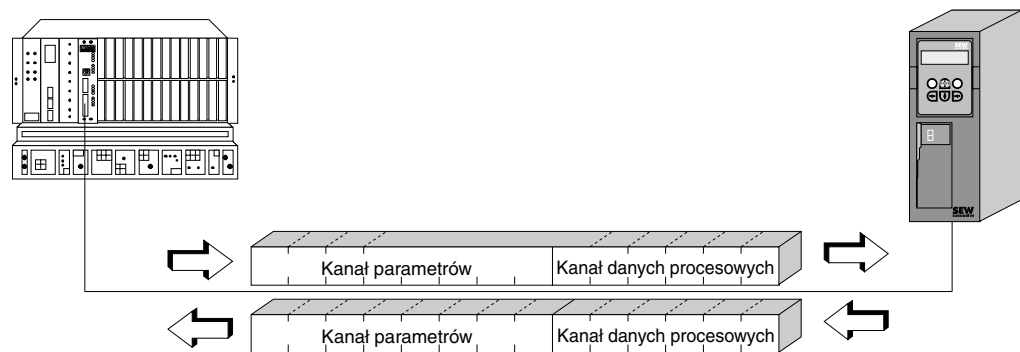 SEW
SEW
Kanał parametrów Kanał danych procesowych
Kanał parametrów Kanał danych procesowych